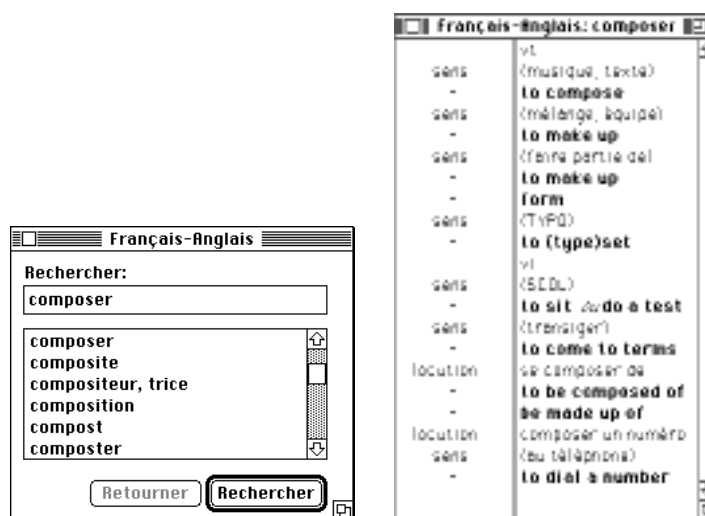 Français-Anglais
Rechercher:
composer
composer
composite
compositeur, trice
composition
compost
composter
Retourner
Rechercher
Français-Anglais: composer
vt
sens (musique, texte)
- to compose
sens (mélange, équipe)
- to make up
sens (faire partie de)
- to make up
- form
sens (TYPO)
- to (type)set
vi
sens (SCOL)
- to sit do a test
sens (transiger)
- to come to terms
locution se composer de
- to be composed of
- be made up of
locution composer un numéro
sens (au téléphone)
- to dial a number